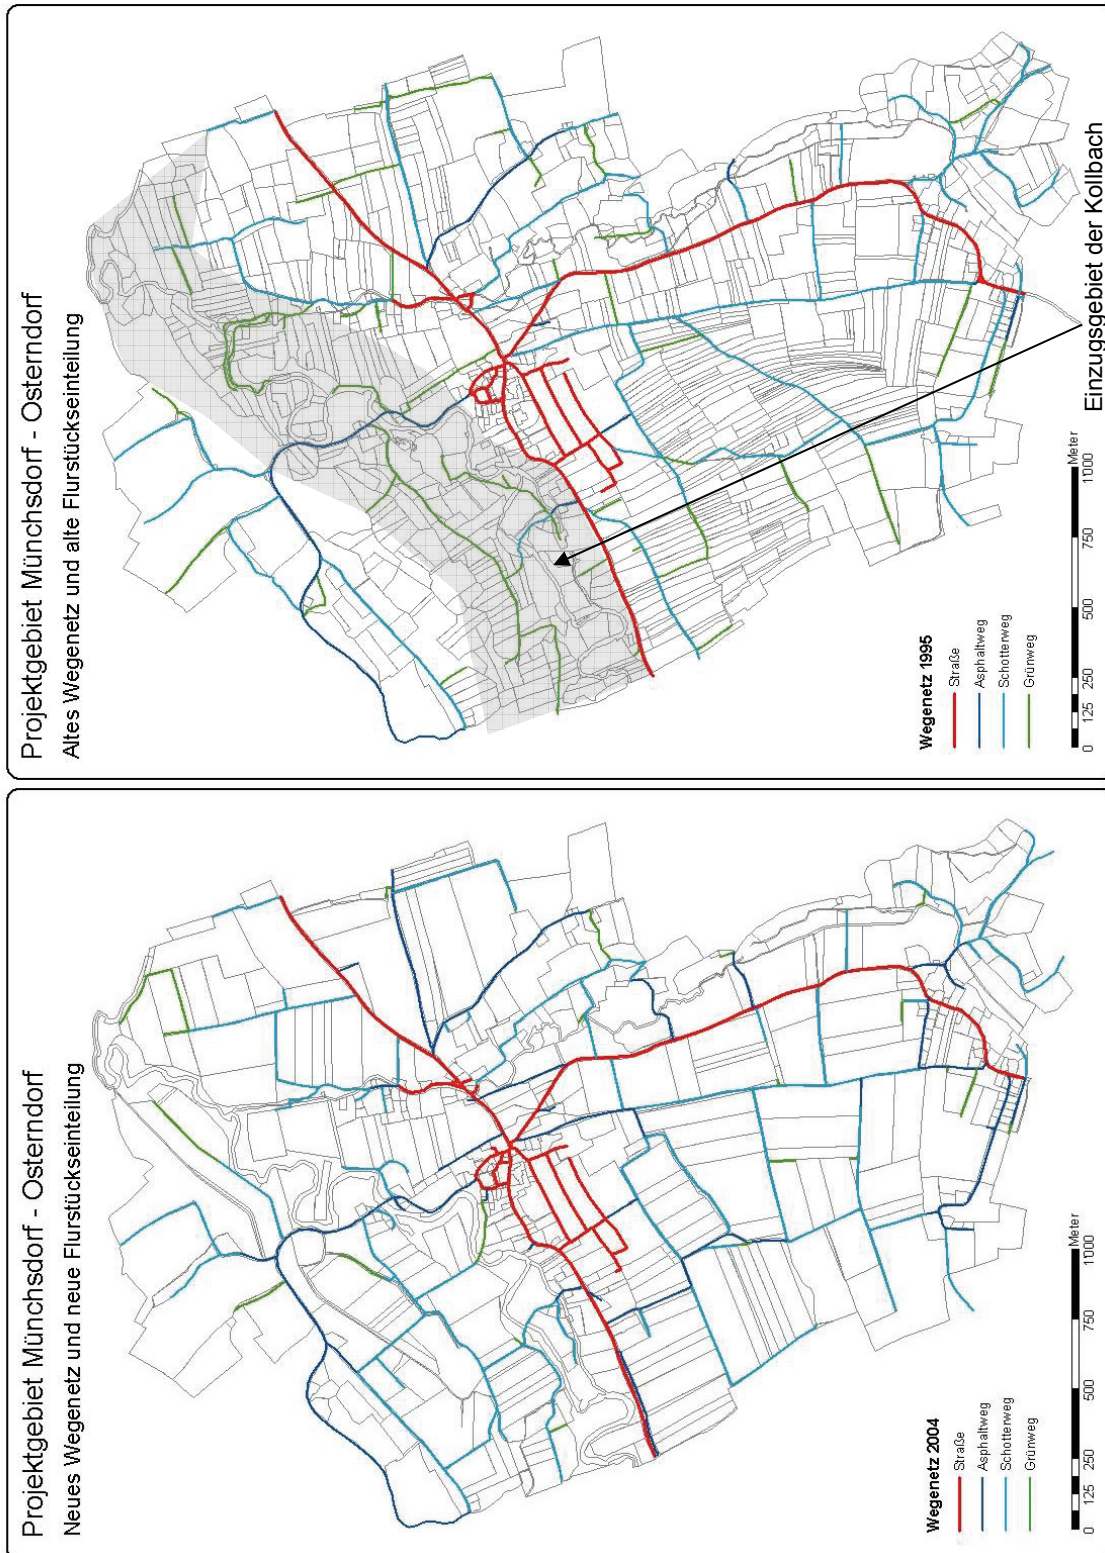 Projektgebiet Münchsdorf - Osterndorf
Altes Wegenetz und alte Flurstückseinteilung
Wegenetz 1995
Straße
Asphaltweg
Schotterweg
Grünweg
0 125 250 500 750 1000
Meter
Einzugsgebiet der Kollbach
Projektgebiet Münchsdorf - Osterndorf
Neues Wegenetz und neue Flurstückseinteilung
Wegenetz 2004
Straße
Asphaltweg
Schotterweg
Grünweg
0 125 250 500 750 1000
Meter